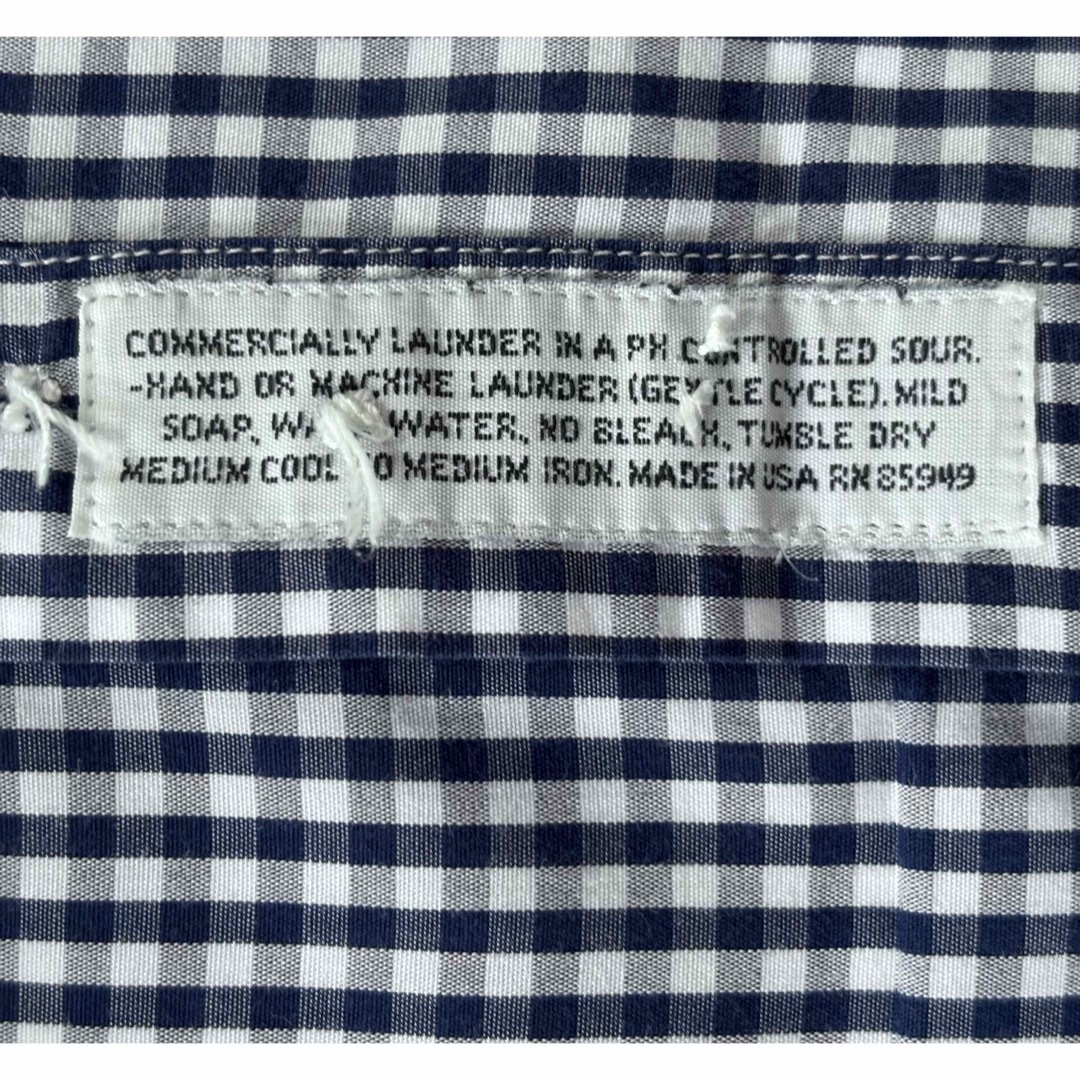 COMMERCIALLY LAUNDER IN A PH CONTROLLED SOUR.
-HAND OR MACHINE LAUNDER (GENTLE CYCLE). MILD
SOAP, WATER, NO BLEACH, TUMBLE DRY
MEDIUM COOL TO MEDIUM IRON. MADE IN USA RN 85949